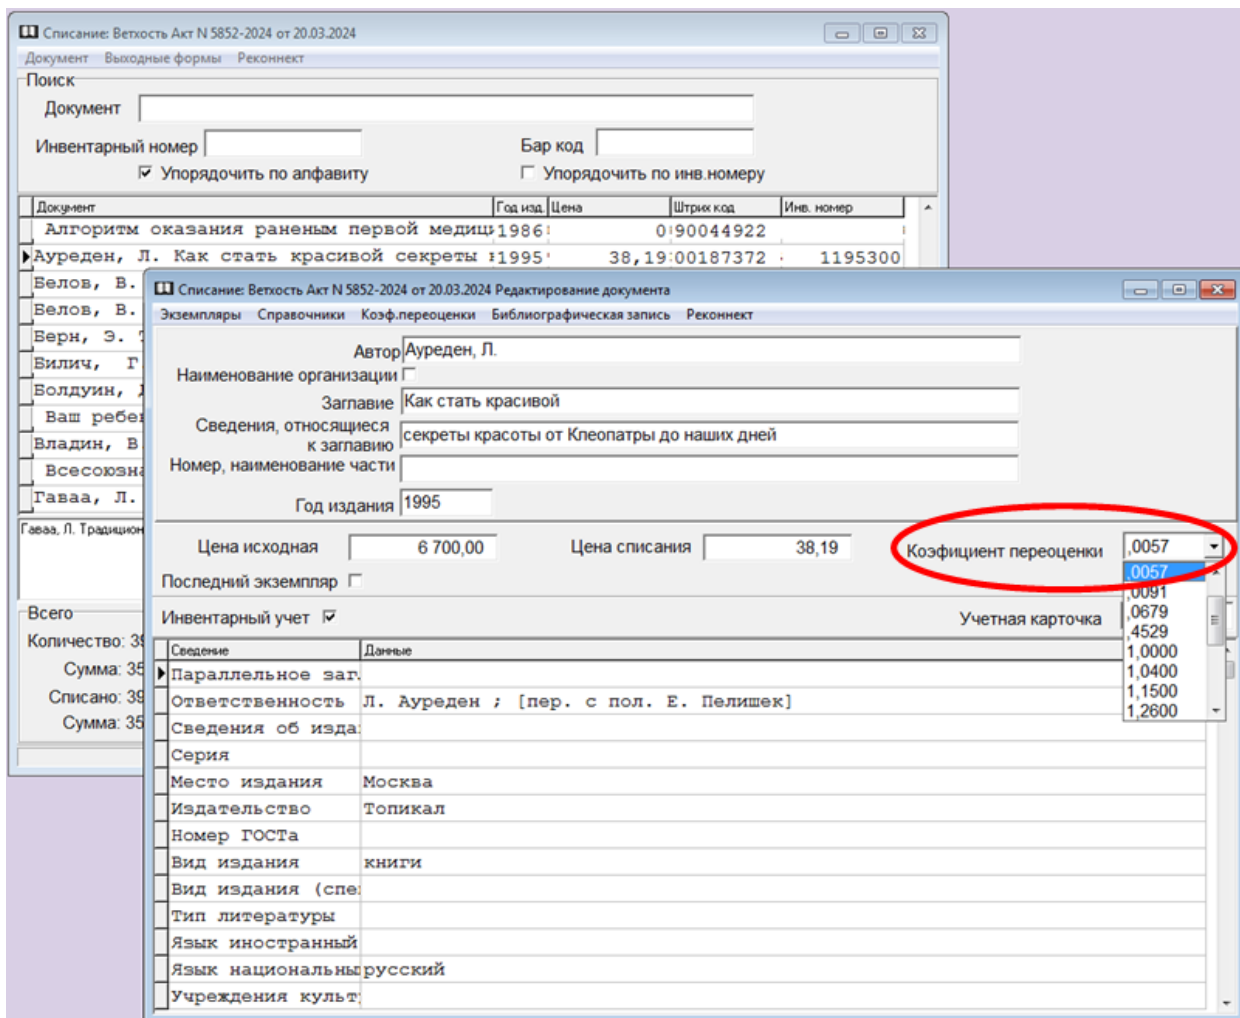 Списание: Ветхость Акт N 5852-2024 от 20.03.2024
Документ Выходные формы Реконнект
Поиск
Документ
Инвентарный номер
Бар код
Упорядочить по алфавиту
Упорядочить по инв.номеру
Документ Год изд. Цена Штрих код Инв. номер
Алгоритм оказания раненым первой медици 1986 0 90044922
Ауреден, Л. Как стать красивой секреты 1995 38,19 00187372 1195300
Белов, В.
Белов, В.
Берн, Э.
Билич, Г
Болдуин,
Ваш ребе
Владин, В
Всесоюзна
Гаваа, Л.
Гаваа, Л. Традицион
Всего
Количество: 39
Сумма: 35
Списано: 39
Сумма: 35
Списание: Ветхость Акт N 5852-2024 от 20.03.2024 Редактирование документа
Экземпляры Справочники Коэф.переоценки Библиографическая запись Реконнект
Автор Ауреден, Л.
Наименование организации
Заглавие Как стать красивой
Сведения, относящиеся
к заглавию секреты красоты от Клеопатры до наших дней
Номер, наименование части
Год издания 1995
Цена исходная 6 700,00 Цена списания 38,19 Коэфициент переоценки ,0057
,0057
,0091
,0679
,4529
1,0000
1,0400
1,1500
1,2600
Последний экземпляр
Инвентарный учет
Учетная карточка
Сведение Данные
Параллельное заг.
Ответственность Л. Ауреден ; [пер. с пол. Е. Пелишек]
Сведения об изда
Серия
Место издания Москва
Издательство Топикал
Номер ГОСТа
Вид издания книги
Вид издания (спе
Тип литературы
Язык иностранный
Язык национальны русский
Учреждения культ